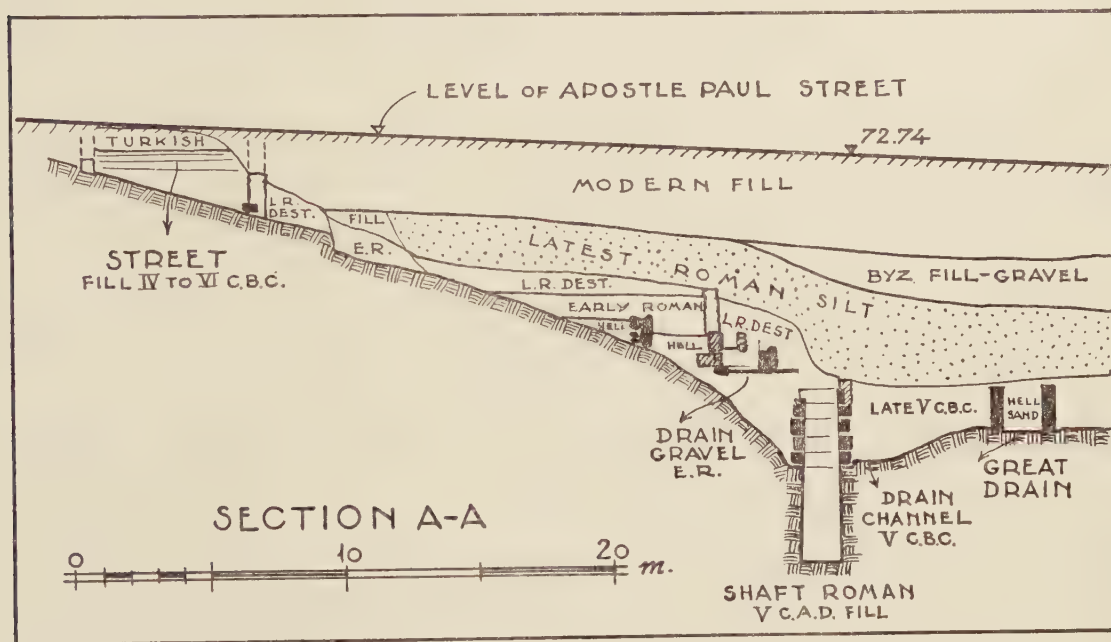 LEVEL OF APOSTLE PAUL STREET
72.74
TURKISH
MODERN FILL
L.R.
DEST.
FILL
E.R.
STREET
FILL IV TO VI C.B.C.
LATEST ROMAN SILT
BYZ. FILL-GRAVEL
L.R. DEST.
EARLY ROMAN
L.R. DEST
HELL
HELL
LATE V C.B.C.
HELL
SAND
DRAIN
GRAVEL
E.R.
GREAT
DRAIN
DRAIN
CHANNEL
V C.B.C.
SECTION A-A
0 10 20 m.
SHAFT ROMAN
V C.A.D. FILL